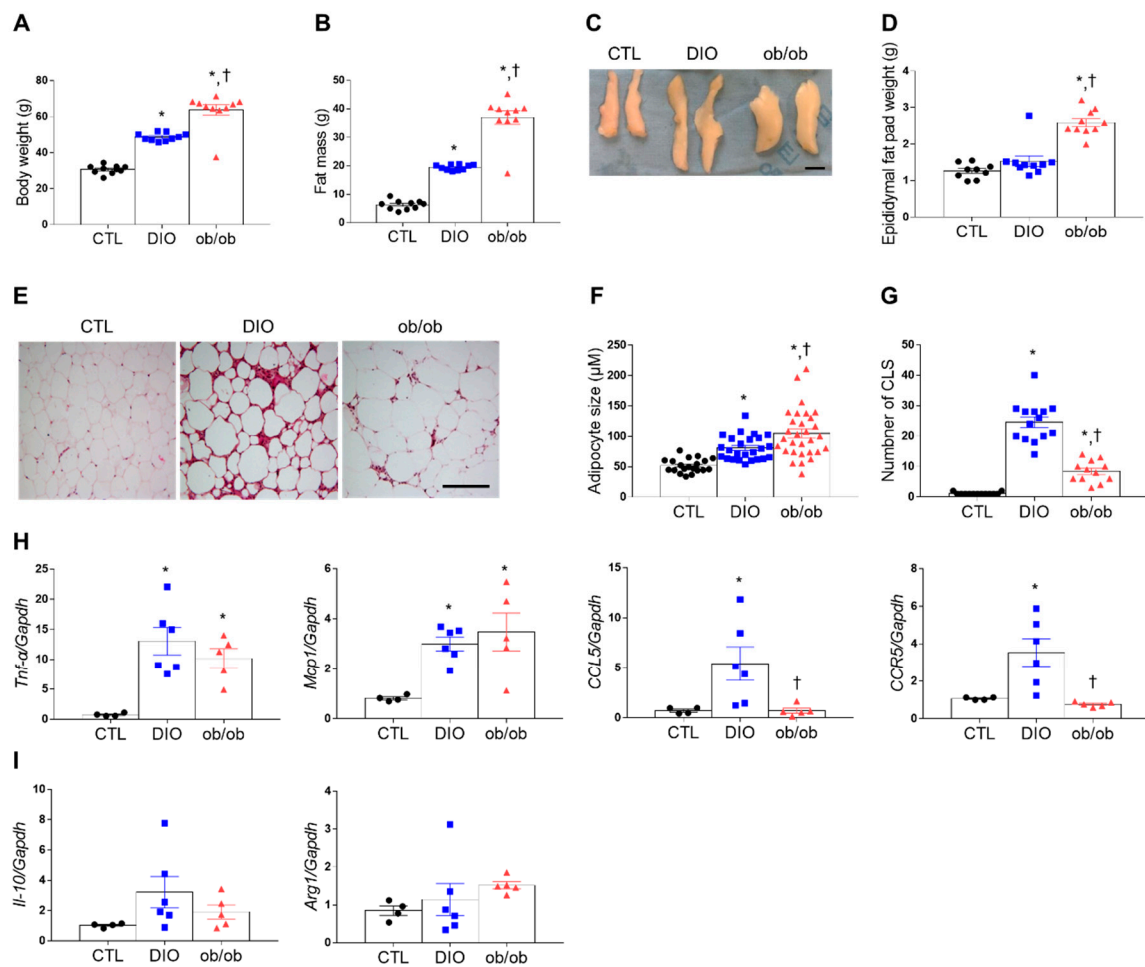 A
Body weight (g)
80
60
40
20
0
*
*,†
CTL
DIO
ob/ob
B
Fat mass (g)
50
40
30
20
10
0
*
*,†
CTL
DIO
ob/ob
C
CTL
DIO
ob/ob
D
Epididymal fat pad weight (g)
4
3
2
1
0
*,†
CTL
DIO
ob/ob
E
CTL
DIO
ob/ob
F
Adipocyte size (µM)
250
200
150
100
50
0
*
*,†
CTL
DIO
ob/ob
G
Numbner of CLS
50
40
30
20
10
0
*
*,†
CTL
DIO
ob/ob
H
Tnf-α/Gapdh
25
20
15
10
5
0
*
*
CTL
DIO
ob/ob
Mcp1/Gapdh
6
4
2
0
*
*
CTL
DIO
ob/ob
CCL5/Gapdh
15
10
5
0
*
†
CTL
DIO
ob/ob
CCR5/Gapdh
8
6
4
2
0
*
†
CTL
DIO
ob/ob
I
Il-10/Gapdh
10
8
6
4
2
0
CTL
DIO
ob/ob
Arg1/Gapdh
4
3
2
1
0
CTL
DIO
ob/ob